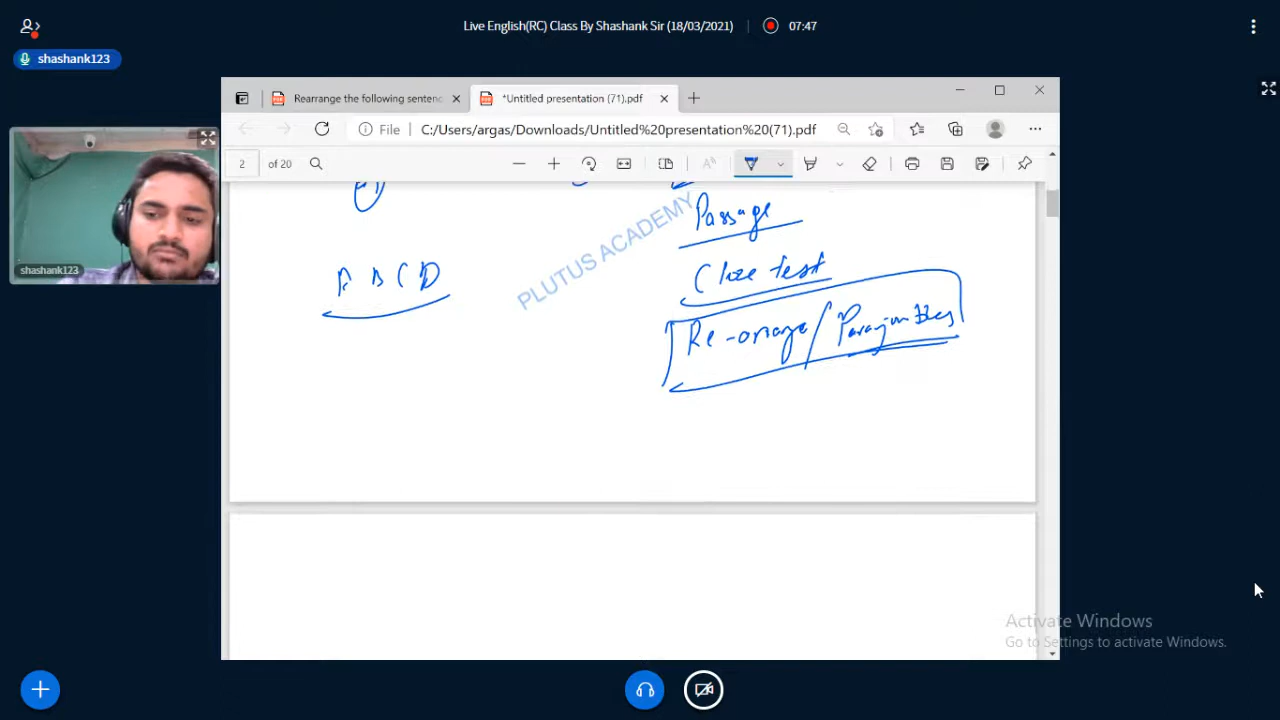 Live English(RC) Class By Shashank Sir (18/03/2021)
07:47
shashank123
Rearrange the following sentenc
*Untitled presentation (71).pdf
File
C:/Users/argas/Downloads/Untitled%20presentation%20(71).pdf
2 of 20
Passage
PLUTUS ACADEMY
Cloze test
A B C D
Re-arrange/
shashank123
Activate Windows
Go to Settings to activate Windows.